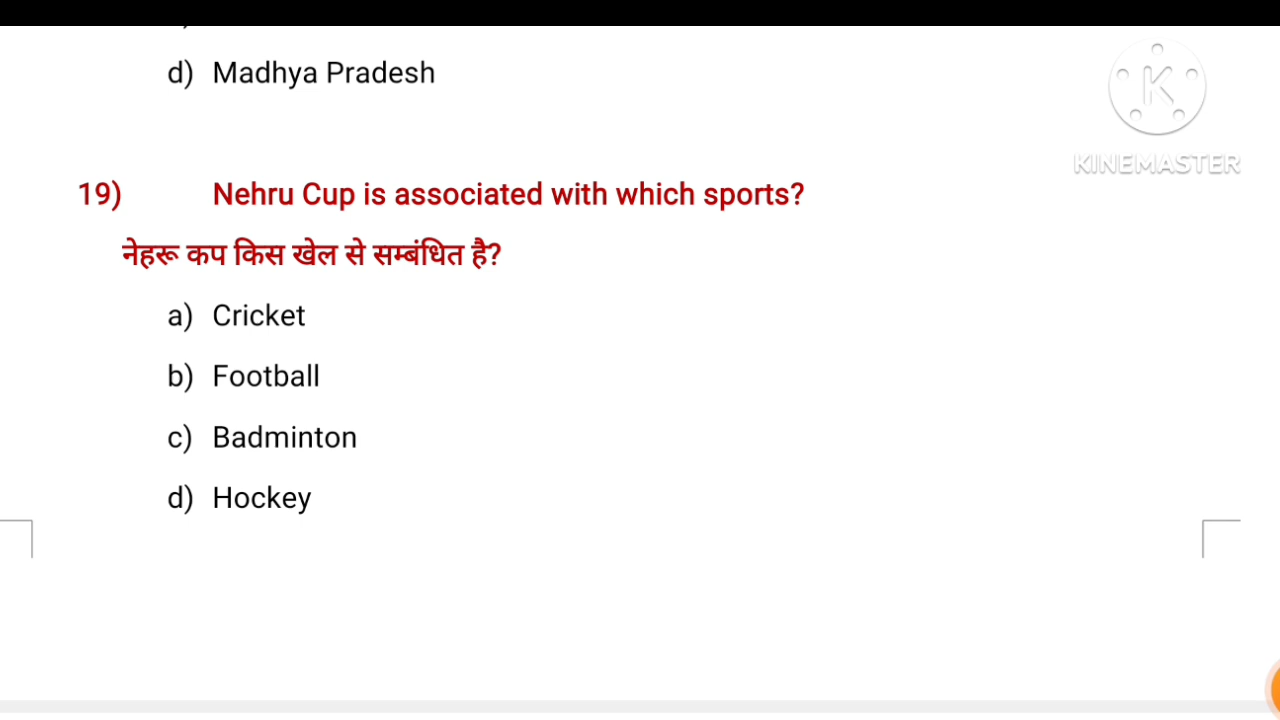 d) Madhya Pradesh
K
KINEMASTER
19) Nehru Cup is associated with which sports?
नेहरू कप किस खेल से सम्बंधित है?
a) Cricket
b) Football
c) Badminton
d) Hockey